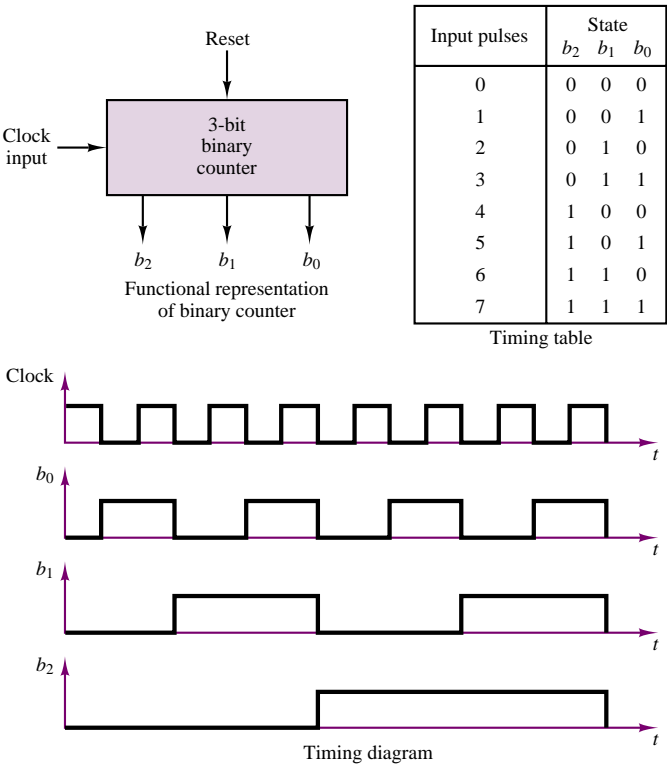 Reset
Clock
input
3-bit
binary
counter
b2 b1 b0
Functional representation
of binary counter
Input pulses State
b2 b1 b0
0 0 0 0
1 0 0 1
2 0 1 0
3 0 1 1
4 1 0 0
5 1 0 1
6 1 1 0
7 1 1 1
Timing table
Clock
t
b0
t
b1
t
b2
t
Timing diagram